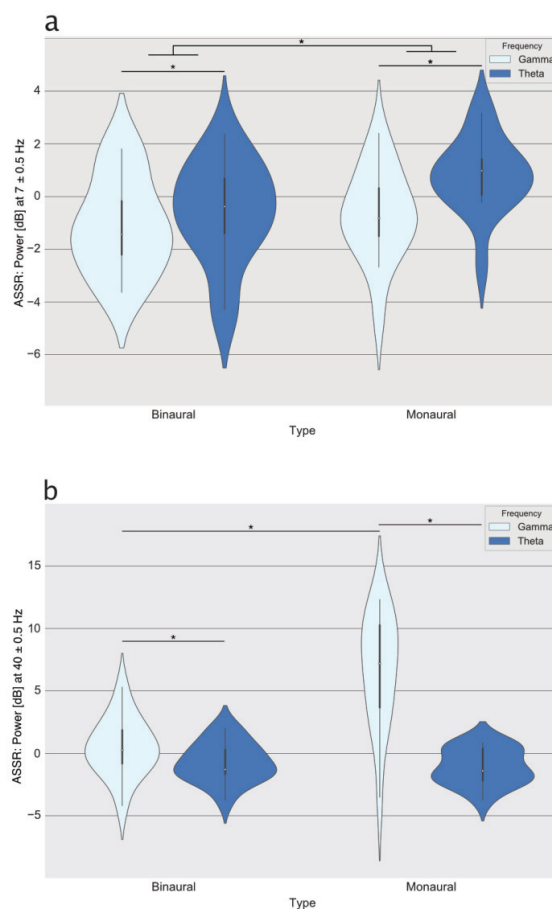 a
*
*
*
Frequency
Gamma
Theta
4
2
0
−2
−4
−6
ASSR: Power [dB] at 7 ± 0.5 Hz
Binaural
Monaural
Type
b
*
*
*
Frequency
Gamma
Theta
15
10
5
0
−5
ASSR: Power [dB] at 40 ± 0.5 Hz
Binaural
Monaural
Type